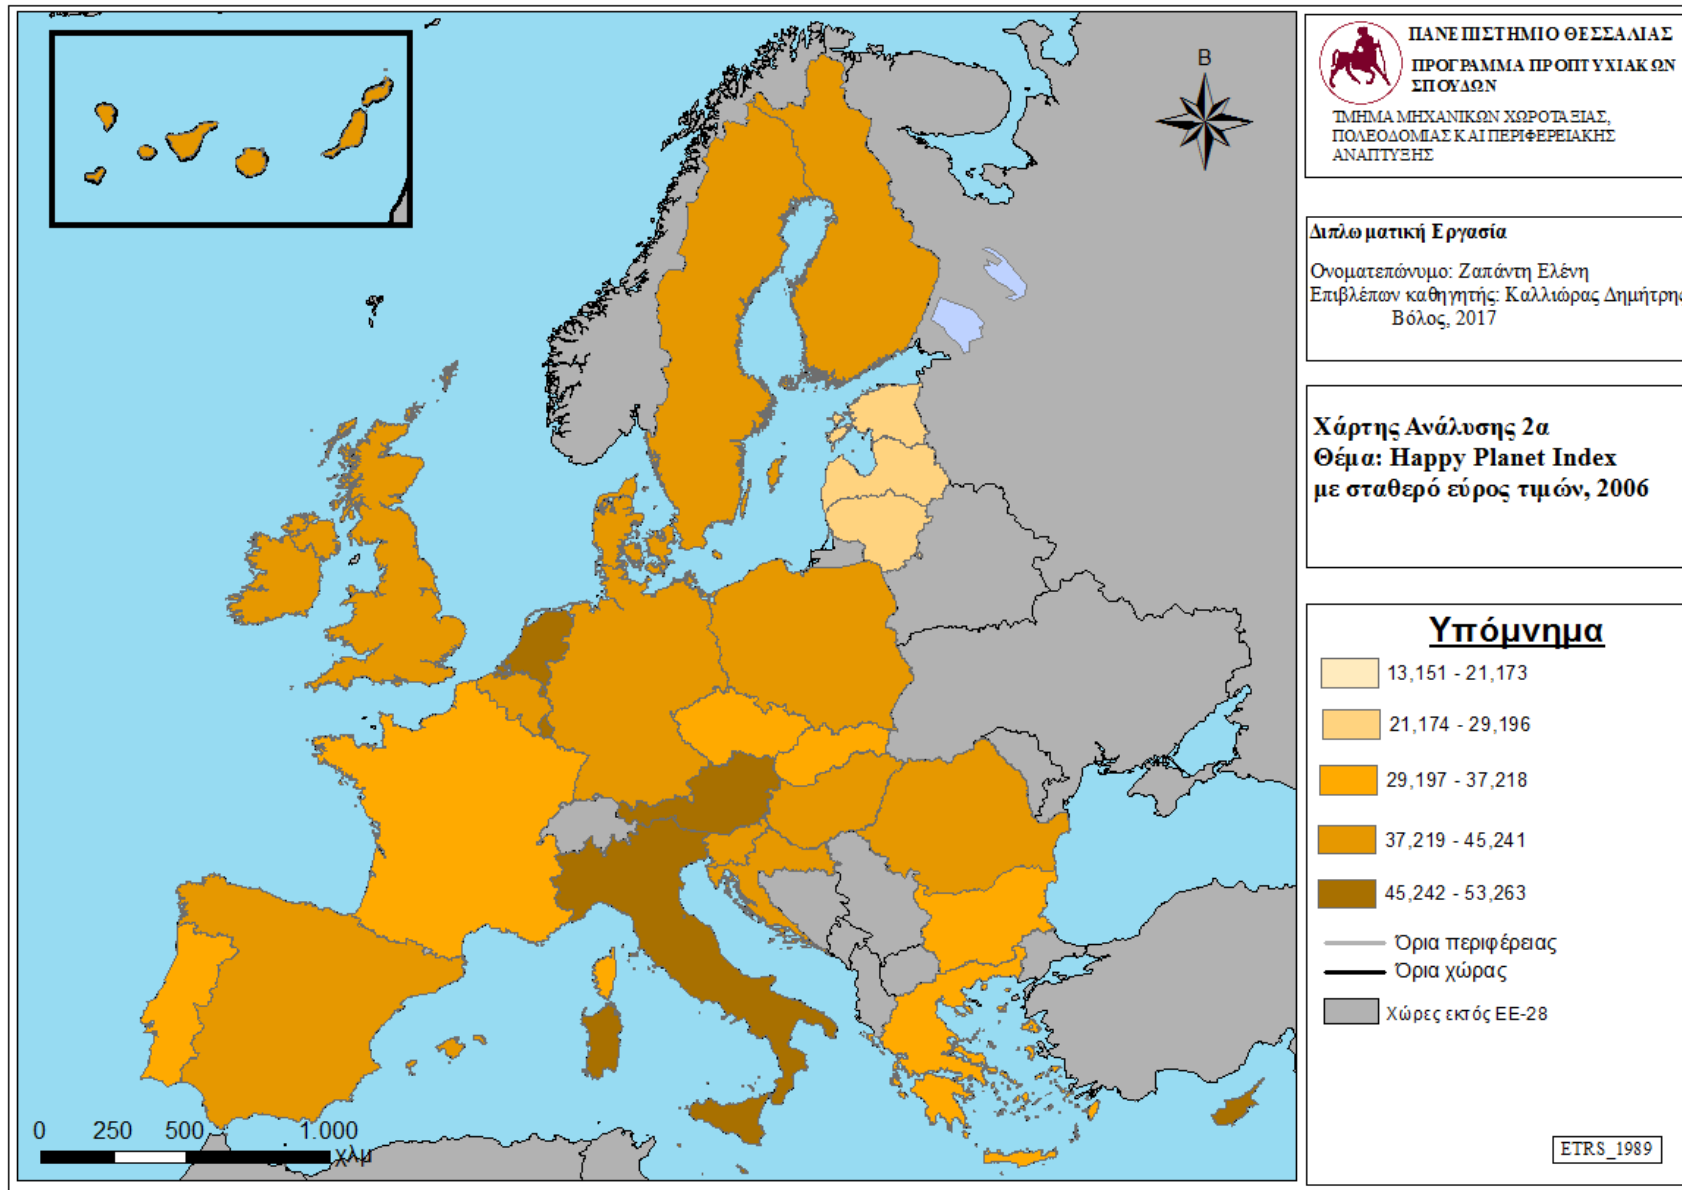 ΠΑΝΕΠΙΣΤΗΜΙΟ ΘΕΣΣΑΛΙΑΣ
ΠΡΟΓΡΑΜΜΑ ΠΡΟΠΤΥΧΙΑΚΩΝ
ΣΠΟΥΔΩΝ
ΤΜΗΜΑ ΜΗΧΑΝΙΚΩΝ ΧΩΡΟΤΑΞΙΑΣ,
ΠΟΛΕΟΔΟΜΙΑΣ ΚΑΙ ΠΕΡΙΦΕΡΕΙΑΚΗΣ
ΑΝΑΠΤΥΞΗΣ
Β
Διπλωματική Εργασία
Ονοματεπώνυμο: Ζαπάντη Ελένη
Επιβλέπων καθηγητής: Καλλιώρας Δημήτρης
Βόλος, 2017
Χάρτης Ανάλυσης 2α
Θέμα: Happy Planet Index
με σταθερό εύρος τιμών, 2006
Υπόμνημα
13,151 - 21,173
21,174 - 29,196
29,197 - 37,218
37,219 - 45,241
45,242 - 53,263
Όρια περιφέρειας
Όρια χώρας
Χώρες εκτός ΕΕ-28
0 250 500 1.000
χλμ
ETRS_1989